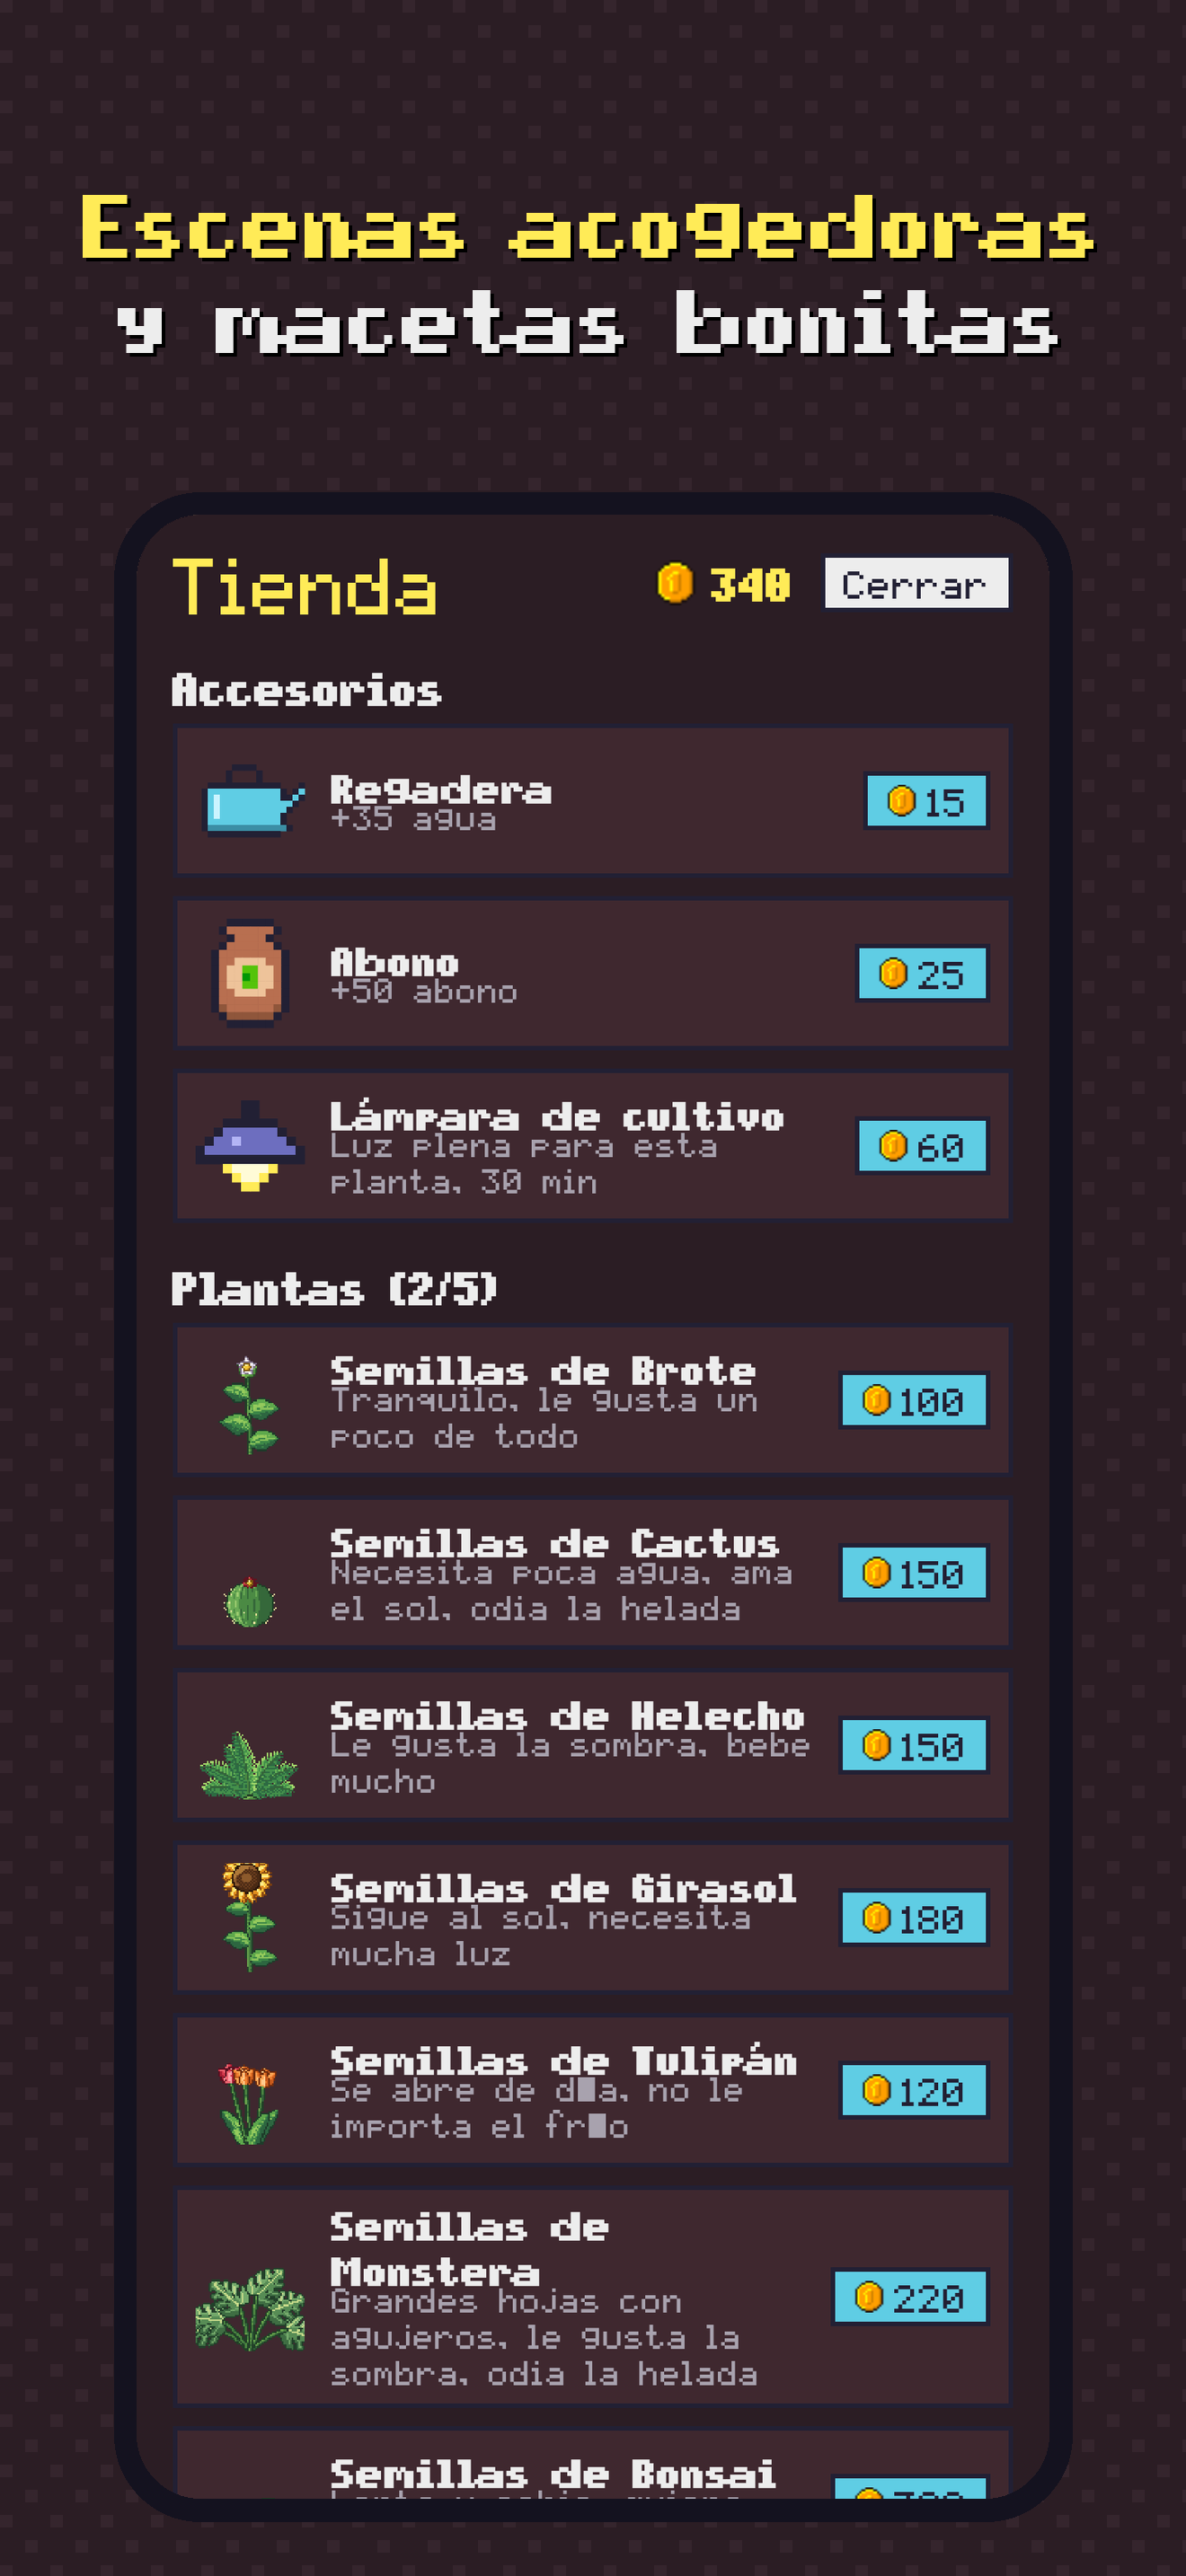 Escenas acogedoras
y macetas bonitas
Tienda
340
Cerrar
Accesorios
Regadera
+35 agua
15
Abono
+50 abono
25
Lámpara de cultivo
Luz plena para esta
planta, 30 min
60
Plantas (2/5)
Semillas de Brote
Tranquilo, le gusta un
poco de todo
100
Semillas de Cactus
Necesita poca agua, ama
el sol, odia la helada
150
Semillas de Helecho
Le gusta la sombra, bebe
mucho
150
Semillas de Girasol
Sigue al sol, necesita
mucha luz
180
Semillas de Tulipán
Se abre de d█a, no le
importa el fr█o
120
Semillas de
Monstera
Grandes hojas con
agujeros, le gusta la
sombra, odia la helada
220
Semillas de Bonsai